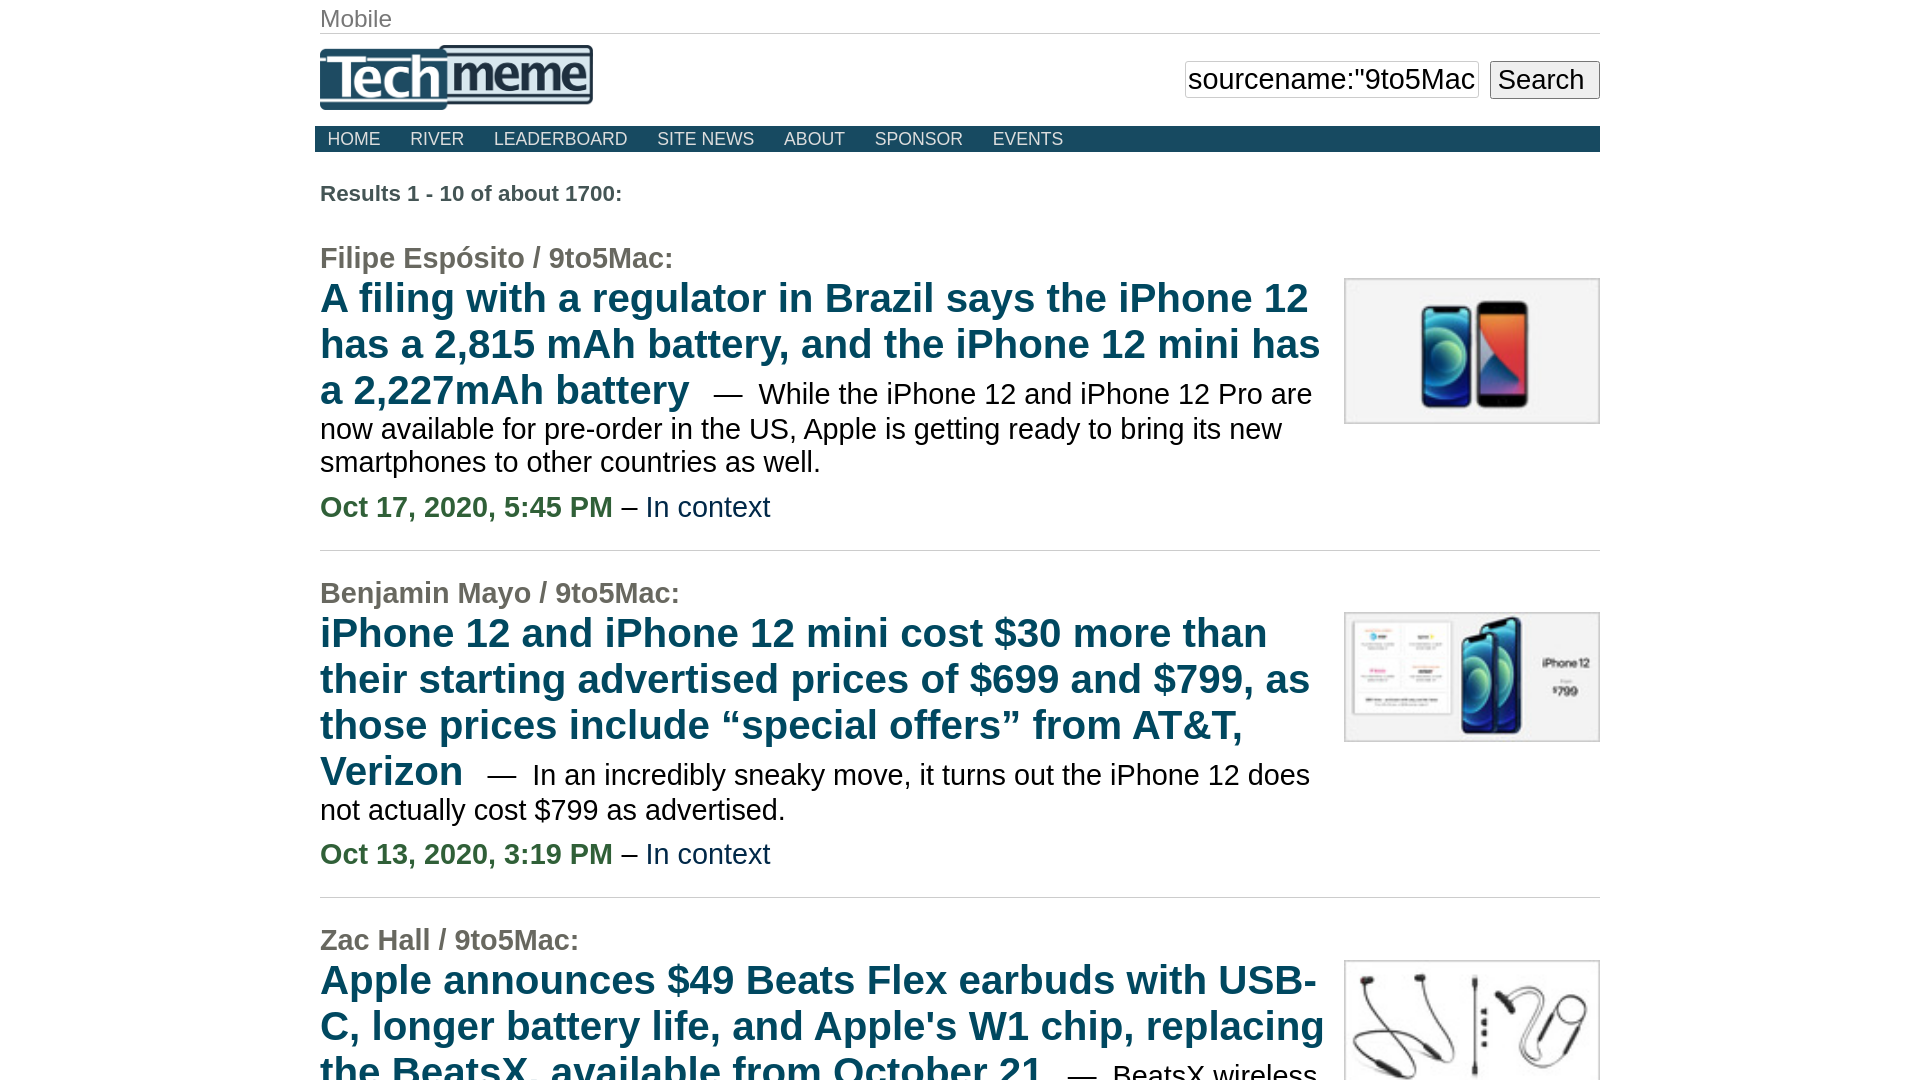 Mobile
Techmeme
sourcename:"9to5Mac
Search
HOME RIVER LEADERBOARD SITE NEWS ABOUT SPONSOR EVENTS
Results 1 - 10 of about 1700:
Filipe Espósito / 9to5Mac:
A filing with a regulator in Brazil says the iPhone 12
has a 2,815 mAh battery, and the iPhone 12 mini has
a 2,227mAh battery — While the iPhone 12 and iPhone 12 Pro are
now available for pre-order in the US, Apple is getting ready to bring its new
smartphones to other countries as well.
Oct 17, 2020, 5:45 PM – In context
Benjamin Mayo / 9to5Mac:
iPhone 12 and iPhone 12 mini cost $30 more than
their starting advertised prices of $699 and $799, as
those prices include “special offers” from AT&T,
Verizon — In an incredibly sneaky move, it turns out the iPhone 12 does
not actually cost $799 as advertised.
iPhone 12
$799
Oct 13, 2020, 3:19 PM – In context
Zac Hall / 9to5Mac:
Apple announces $49 Beats Flex earbuds with USB-
C, longer battery life, and Apple's W1 chip, replacing
the BeatsX, available from October 21 — BeatsX wireless